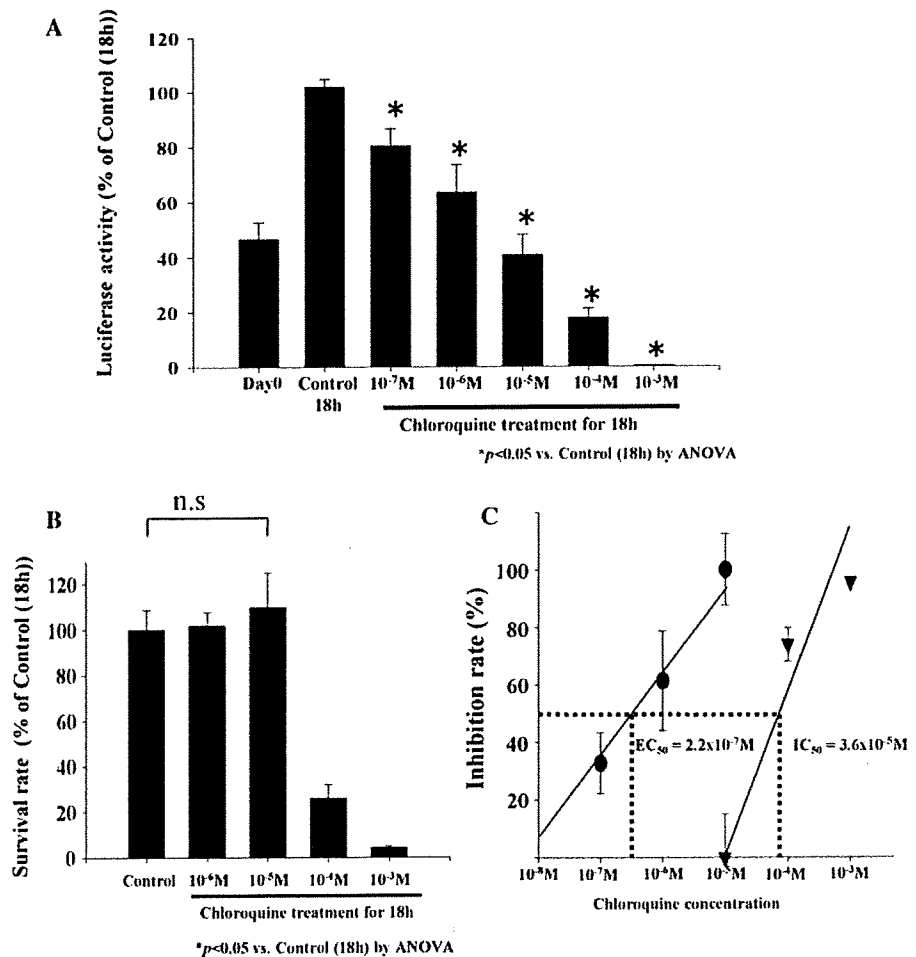 A
Luciferase activity (% of Control (18h))
120
100
80
60
40
20
0
*
*
*
*
*
Day0 Control 10⁻⁷M 10⁻⁶M 10⁻⁵M 10⁻⁴M 10⁻³M
18h
Chloroquine treatment for 18h
*p<0.05 vs. Control (18h) by ANOVA
B
n.s
Survival rate (% of Control (18h))
120
100
80
60
40
20
0
Control 10⁻⁶M 10⁻⁵M 10⁻⁴M 10⁻³M
Chloroquine treatment for 18h
*p<0.05 vs. Control (18h) by ANOVA
C
Inhibition rate (%)
100
80
60
40
20
EC₅₀ = 2.2x10⁻⁷M
IC₅₀ = 3.6x10⁻⁵M
10⁻⁸M 10⁻⁷M 10⁻⁶M 10⁻⁵M 10⁻⁴M 10⁻³M
Chloroquine concentration